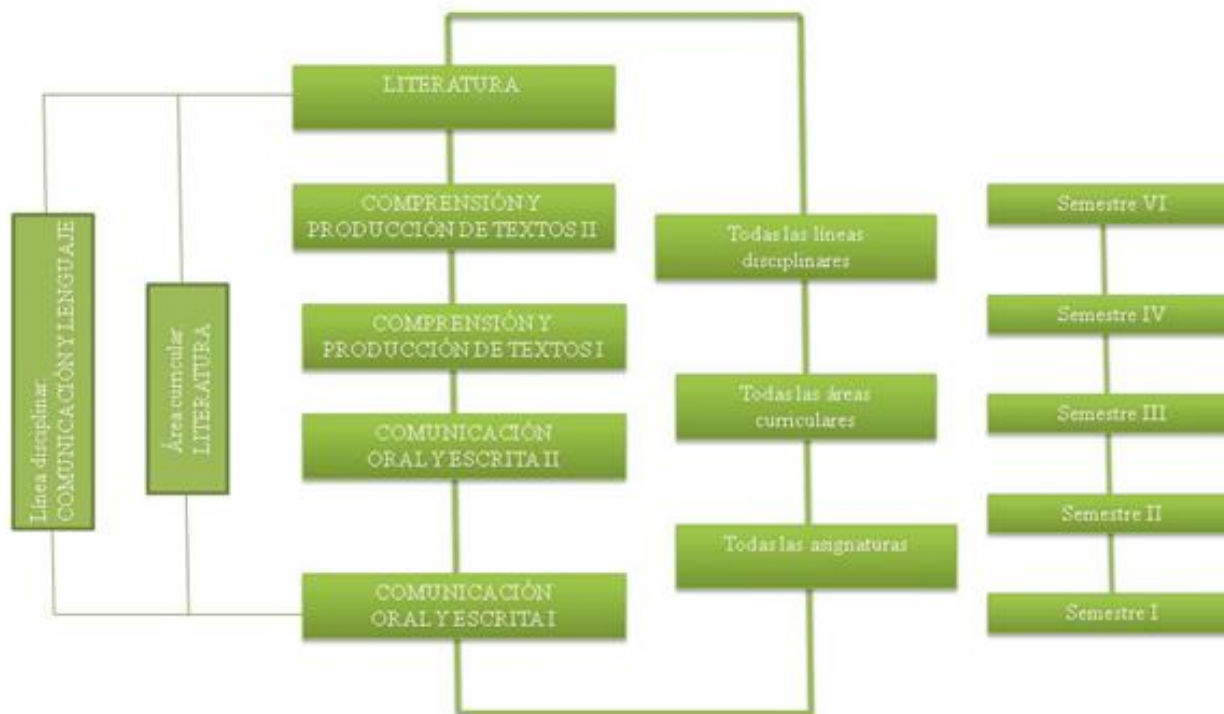 LITERATURA
COMPRENSIÓN Y
PRODUCCIÓN DE TEXTOS II
COMPRENSIÓN Y
PRODUCCIÓN DE TEXTOS I
COMUNICACIÓN
ORAL Y ESCRITA II
COMUNICACIÓN
ORAL Y ESCRITA I
Línea disciplinar:
COMUNICACIÓN Y LENGUAJE
Área curricular
LITERATURA
Todas las líneas
disciplinares
Todas las áreas
curriculares
Todas las asignaturas
Semestre VI
Semestre IV
Semestre III
Semestre II
Semestre I